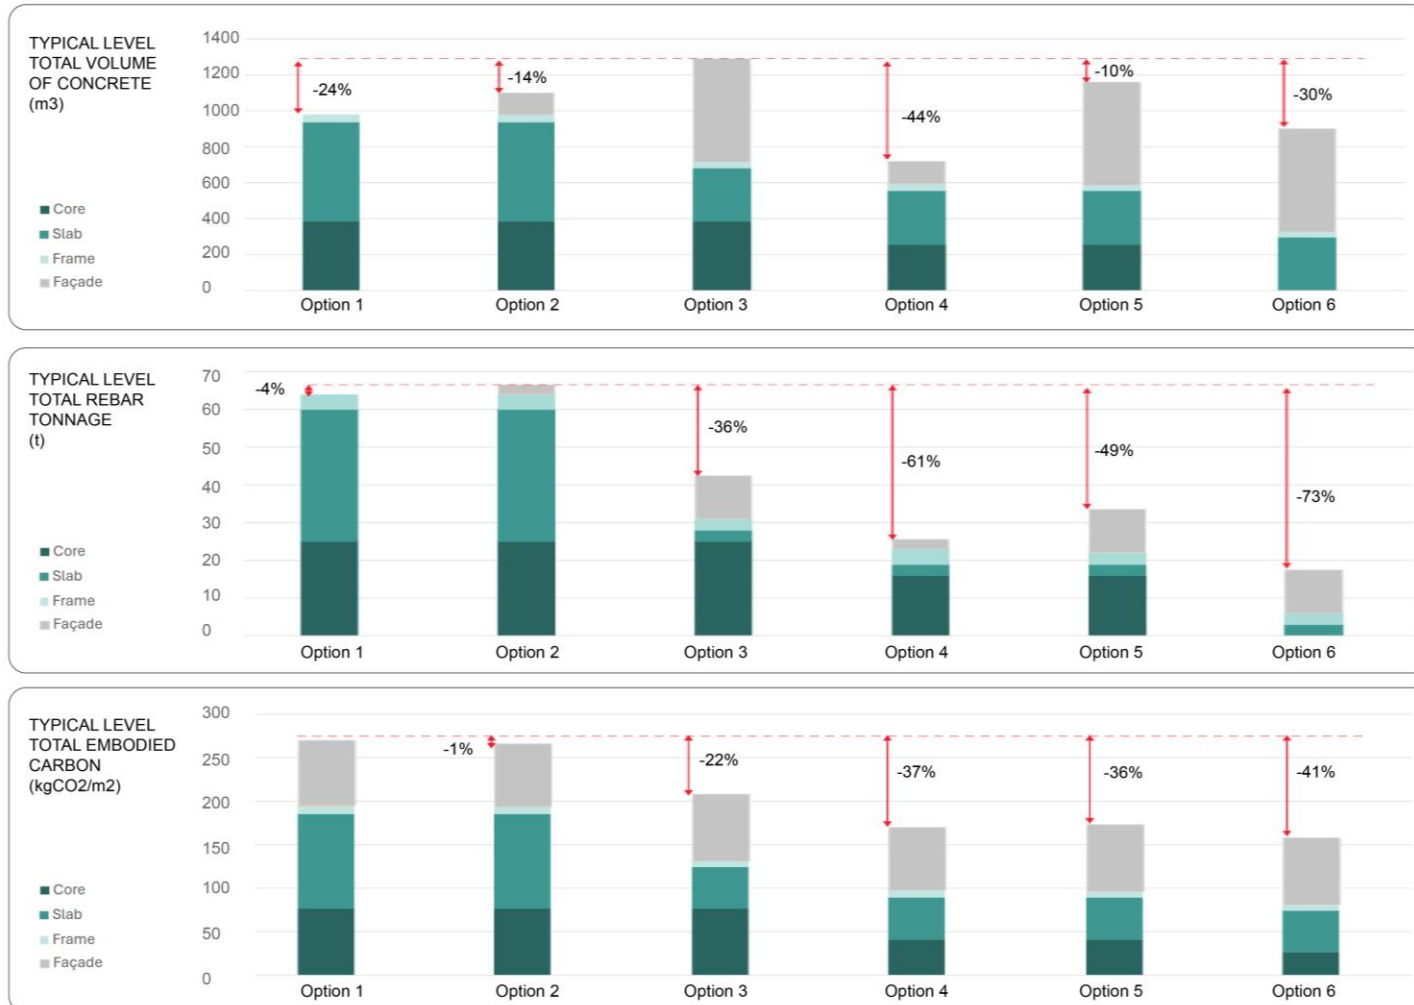 TYPICAL LEVEL
TOTAL VOLUME
OF CONCRETE
(m3)
Core
Slab
Frame
Façade
1400
1200
1000
800
600
400
200
0
-24%
-14%
-44%
-10%
-30%
Option 1
Option 2
Option 3
Option 4
Option 5
Option 6
TYPICAL LEVEL
TOTAL REBAR
TONNAGE
(t)
Core
Slab
Frame
Façade
70
60
50
40
30
20
10
0
-4%
-36%
-61%
-49%
-73%
Option 1
Option 2
Option 3
Option 4
Option 5
Option 6
TYPICAL LEVEL
TOTAL EMBODIED
CARBON
(kgCO2/m2)
Core
Slab
Frame
Façade
300
250
200
150
100
50
0
-1%
-22%
-37%
-36%
-41%
Option 1
Option 2
Option 3
Option 4
Option 5
Option 6